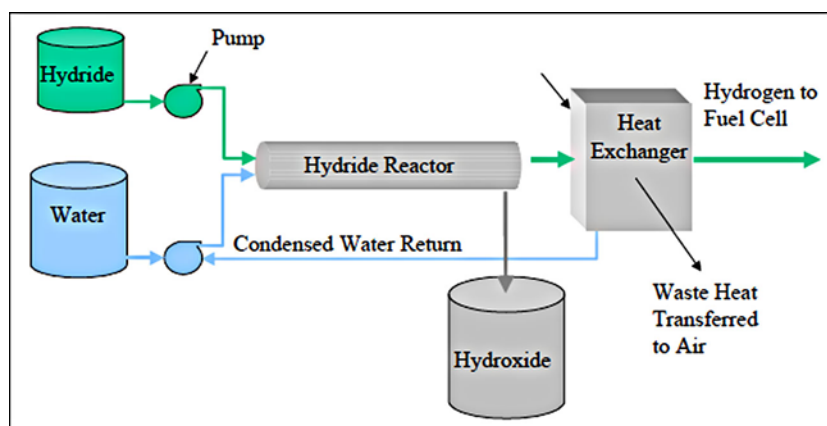 Pump
Hydride
Hydrogen to
Fuel Cell
Heat
Exchanger
Hydride Reactor
Water
Condensed Water Return
Waste Heat
Transferred
to Air
Hydroxide